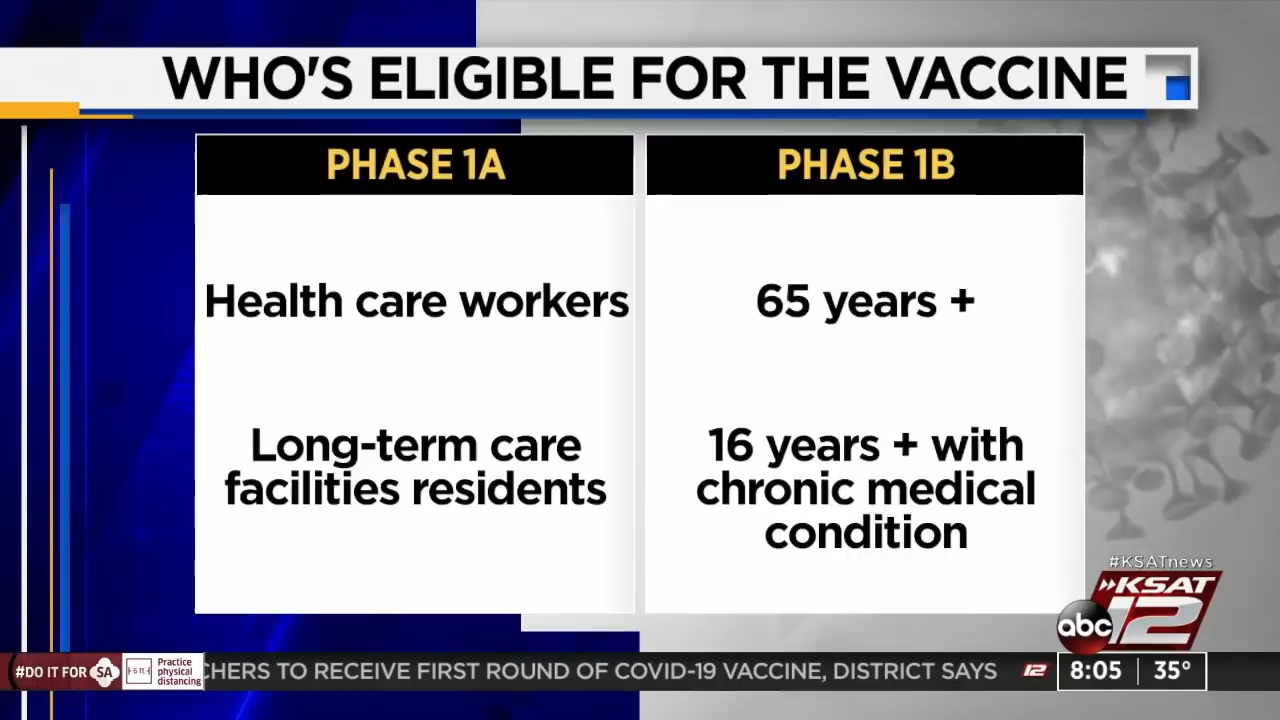 WHO'S ELIGIBLE FOR THE VACCINE
PHASE 1A
Health care workers
Long-term care
facilities residents
PHASE 1B
65 years +
16 years + with
chronic medical
condition
#KSATnews
KSAT
12
abc
#DO IT FOR SA
6 ft
Practice
physical
distancing
CHERS TO RECEIVE FIRST ROUND OF COVID-19 VACCINE, DISTRICT SAYS
12
8:05
35°